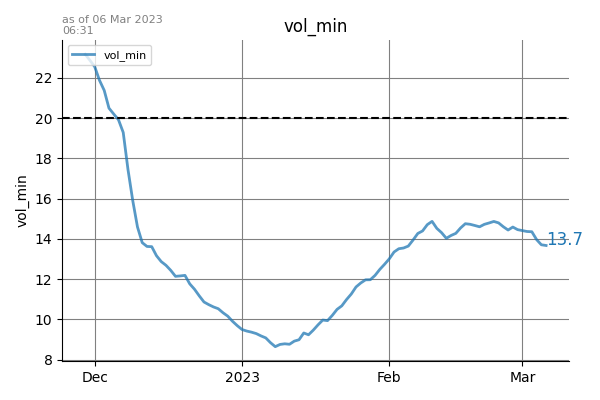 as of 06 Mar 2023
06:31
vol_min
vol_min
22
20
18
16
14
12
10
8
vol_min
13.7
Dec
2023
Feb
Mar